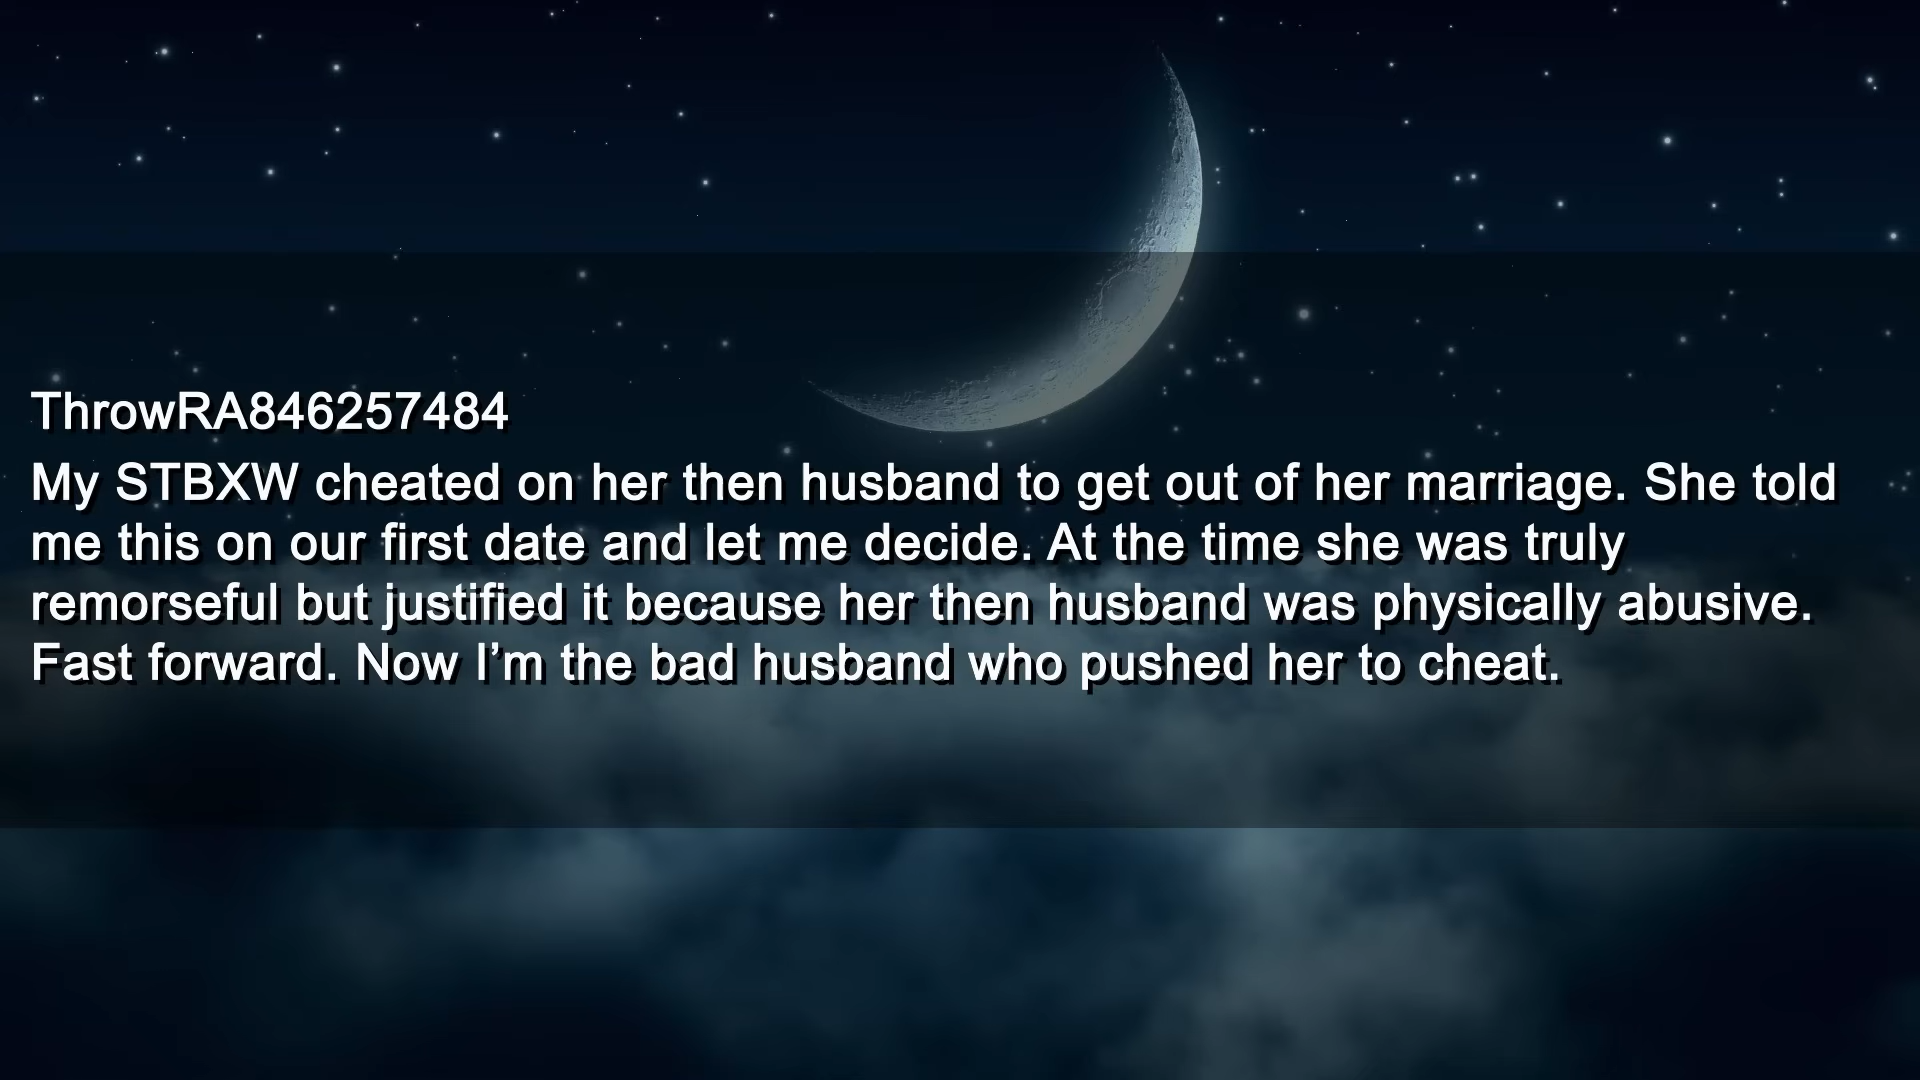 ThrowRA846257484
My STBXW cheated on her then husband to get out of her marriage. She told
me this on our first date and let me decide. At the time she was truly
remorseful but justified it because her then husband was physically abusive.
Fast forward. Now I’m the bad husband who pushed her to cheat.